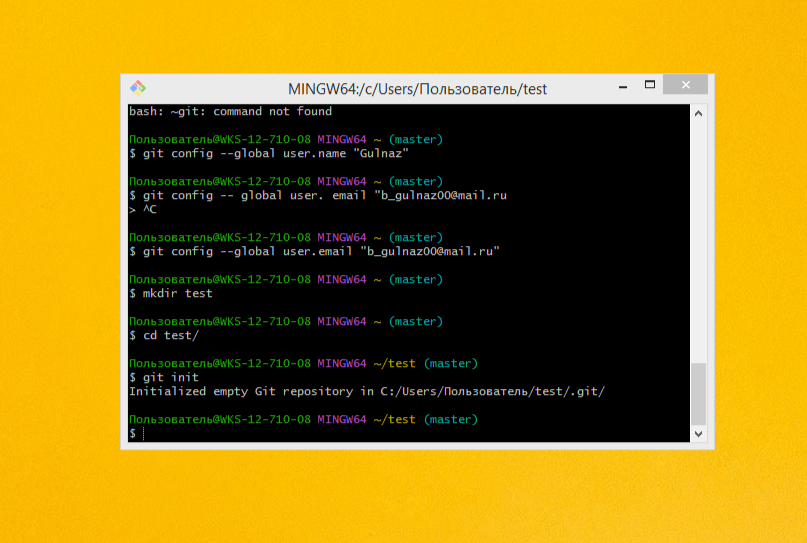 MINGW64:/c/Users/Пользователь/test
bash: ~git: command not found
Пользователь@WKS-12-710-08 MINGW64 ~ (master)
$ git config --global user.name "Gulnaz"
Пользователь@WKS-12-710-08 MINGW64 ~ (master)
$ git config -- global user. email "b_gulnaz00@mail.ru
> ^C
Пользователь@WKS-12-710-08 MINGW64 ~ (master)
$ git config --global user.email "b_gulnaz00@mail.ru"
Пользователь@WKS-12-710-08 MINGW64 ~ (master)
$ mkdir test
Пользователь@WKS-12-710-08 MINGW64 ~ (master)
$ cd test/
Пользователь@WKS-12-710-08 MINGW64 ~/test (master)
$ git init
Initialized empty Git repository in C:/Users/Пользователь/test/.git/
Пользователь@WKS-12-710-08 MINGW64 ~/test (master)
$